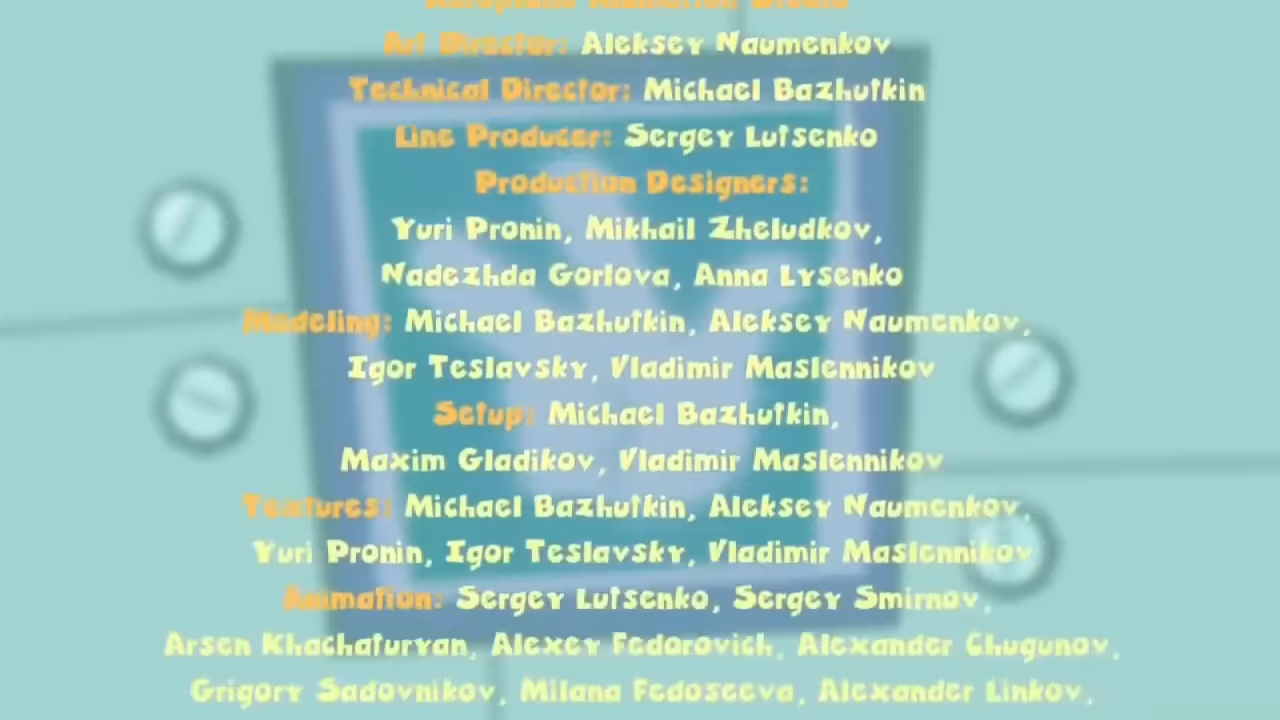 Aeroplane Animation Studio
Art Director: Aleksey Naumenkov
Technical Director: Michael Bazhutkin
Line Producer: Sergey Lutsenko
Production Designers:
Yuri Pronin, Mikhail Zheludkov,
Nadezhda Gorlova, Anna Lysenko
Modeling: Michael Bazhutkin, Aleksey Naumenkov,
Igor Teslavsky, Vladimir Maslennikov
Setup: Michael Bazhutkin,
Maxim Gladikov, Vladimir Maslennikov
Textures: Michael Bazhutkin, Aleksey Naumenkov,
Yuri Pronin, Igor Teslavsky, Vladimir Maslennikov
Animation: Sergey Lutsenko, Sergey Smirnov,
Arsen Khachaturyan, Alexey Fedorovich, Alexander Chugunov,
Grigory Sadovnikov, Milana Fedoseeva, Alexander Linkov,